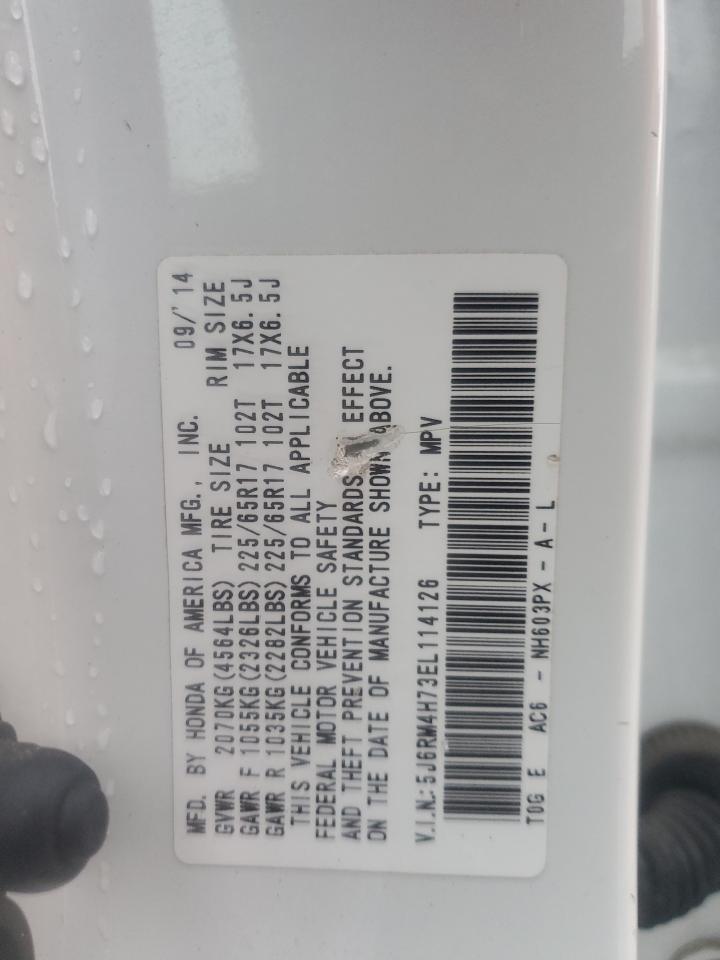 MFD. BY HONDA OF AMERICA MFG., INC. 09/'14
GVWR 2070KG(4564LBS) TIRE SIZE RIM SIZE
GAWR F 1055KG(2326LBS) 225/65R17 102T 17X6.5J
GAWR R 1035KG(2282LBS) 225/65R17 102T 17X6.5J
THIS VEHICLE CONFORMS TO ALL APPLICABLE
FEDERAL MOTOR VEHICLE SAFETY
AND THEFT PREVENTION STANDARDS EFFECT
ON THE DATE OF MANUFACTURE SHOWN ABOVE.
V.I.N.: 5J6RM4H73EL114126 TYPE: MPV
T0G E AC6 - NH603PX - A - L